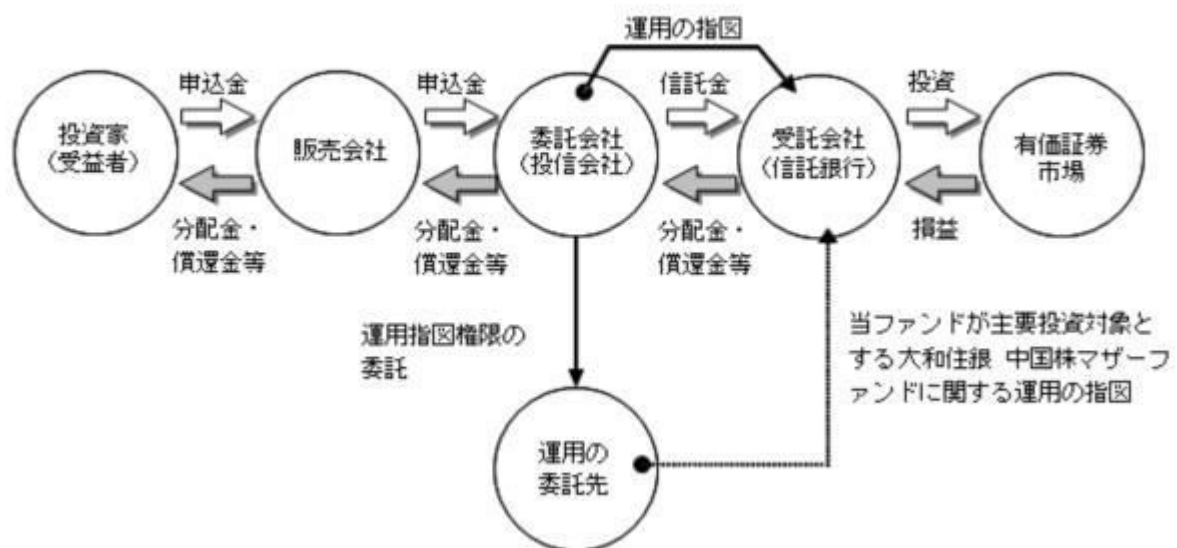 運用の指図
申込金
申込金
信託金
投資
投資家
（受益者）
販売会社
委託会社
（投信会社）
受託会社
（信託銀行）
有価証券
市場
分配金・
償還金等
分配金・
償還金等
分配金・
償還金等
損益
運用指図権限の
委託
当ファンドが主要投資対象と
する大和住銀 中国株マザーフ
ァンドに関する運用の指図
運用の
委託先